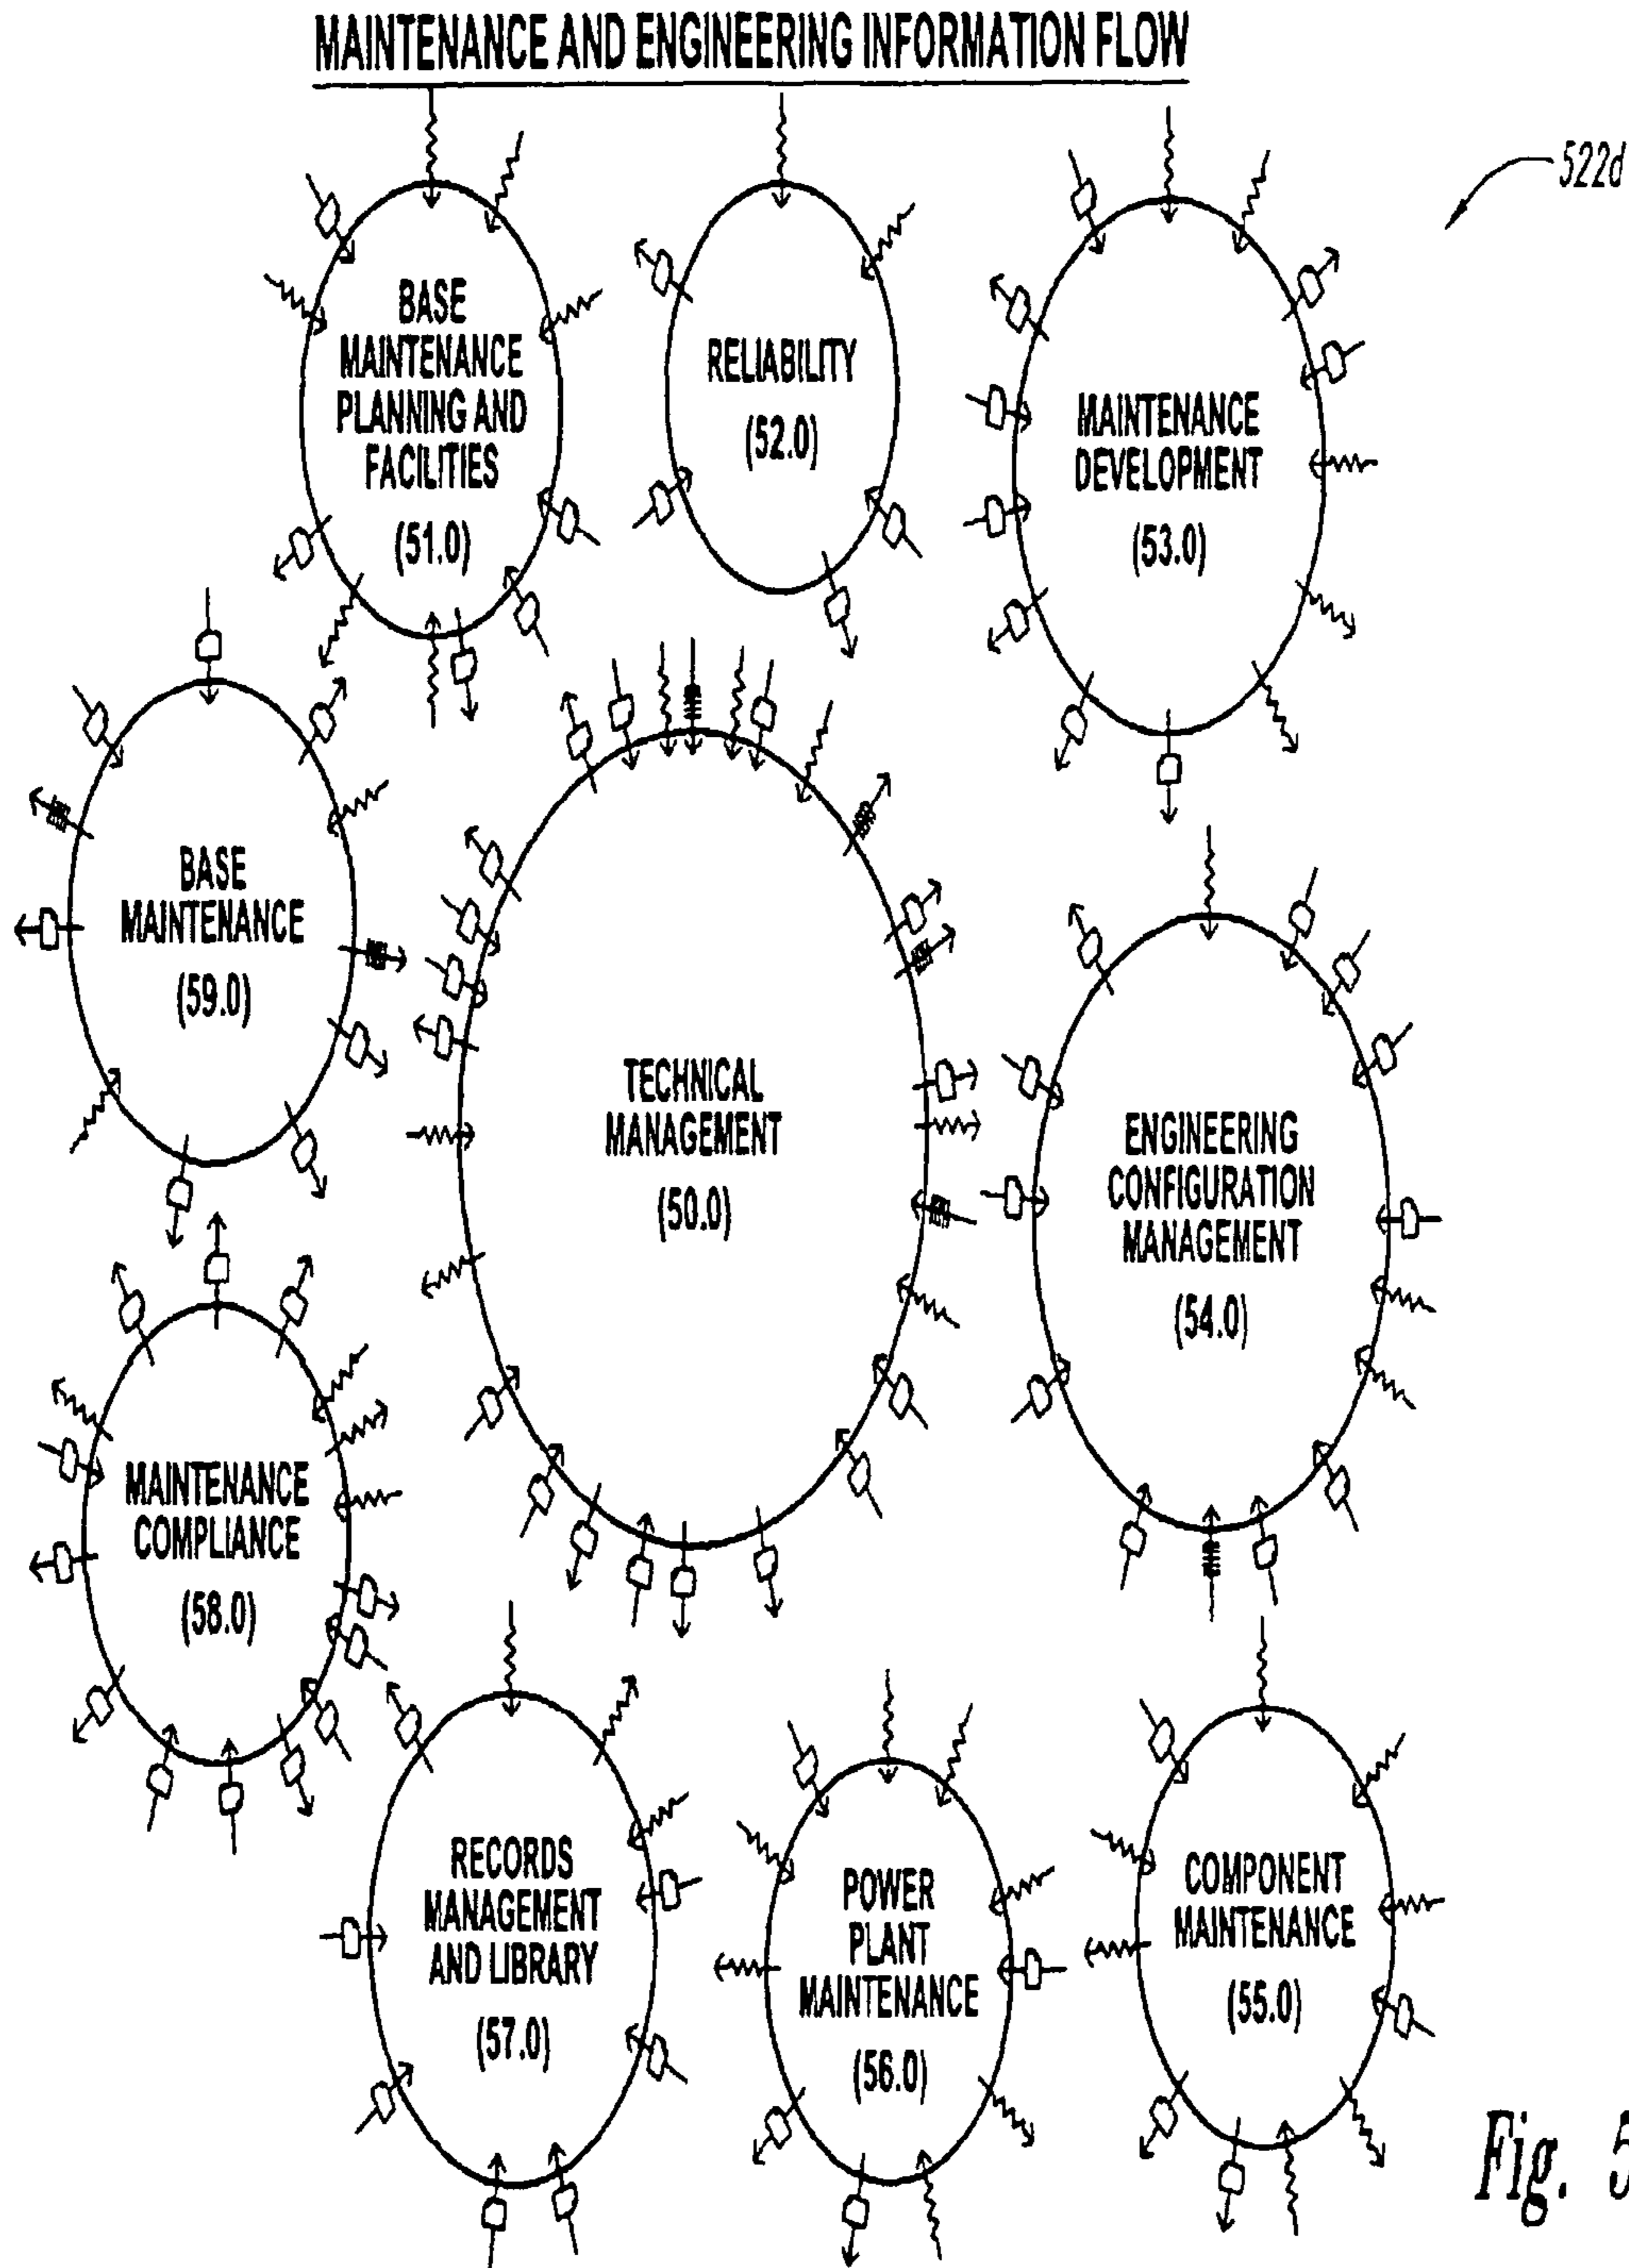 MAINTENANCE AND ENGINEERING INFORMATION FLOW
522d
BASE
MAINTENANCE
PLANNING AND
FACILITIES
(51.0)
RELIABILITY
(52.0)
MAINTENANCE
DEVELOPMENT
(53.0)
BASE
MAINTENANCE
(59.0)
TECHNICAL
MANAGEMENT
(50.0)
ENGINEERING
CONFIGURATION
MANAGEMENT
(54.0)
MAINTENANCE
COMPLIANCE
(58.0)
RECORDS
MANAGEMENT
AND LIBRARY
(57.0)
POWER
PLANT
MAINTENANCE
(56.0)
COMPONENT
MAINTENANCE
(55.0)
Fig. 5